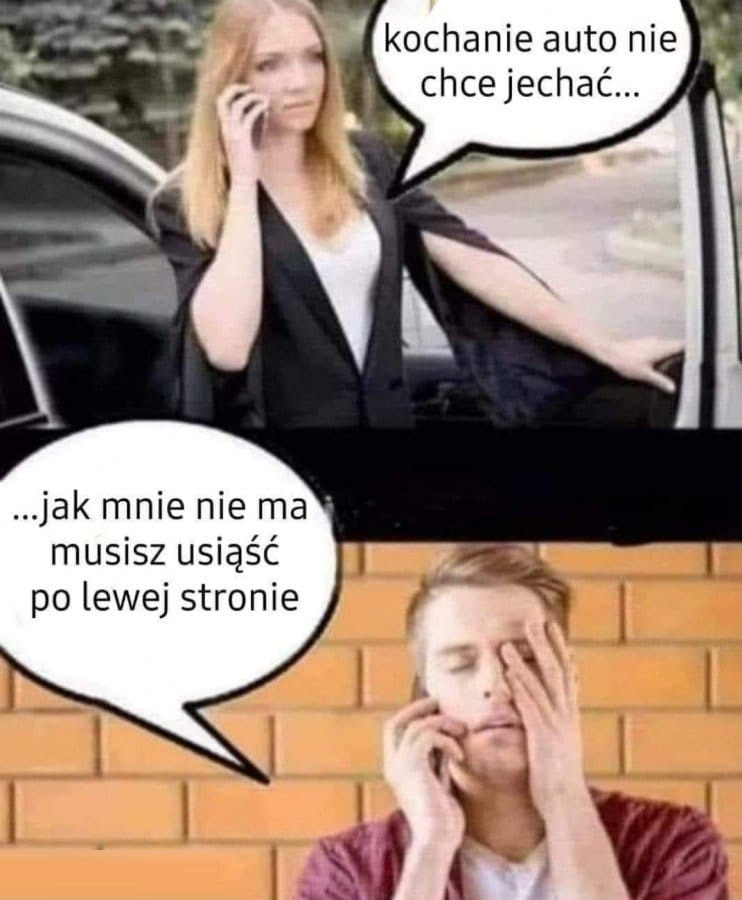 kochanie auto nie
chce jechać...
...jak mnie nie ma
musisz usiąść
po lewej stronie